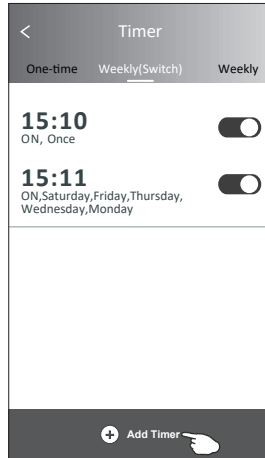 Timer
One-time Weekly(Switch) Weekly
15:10
ON, Once
15:11
ON,Saturday,Friday,Thursday,
Wednesday,Monday
Add Timer